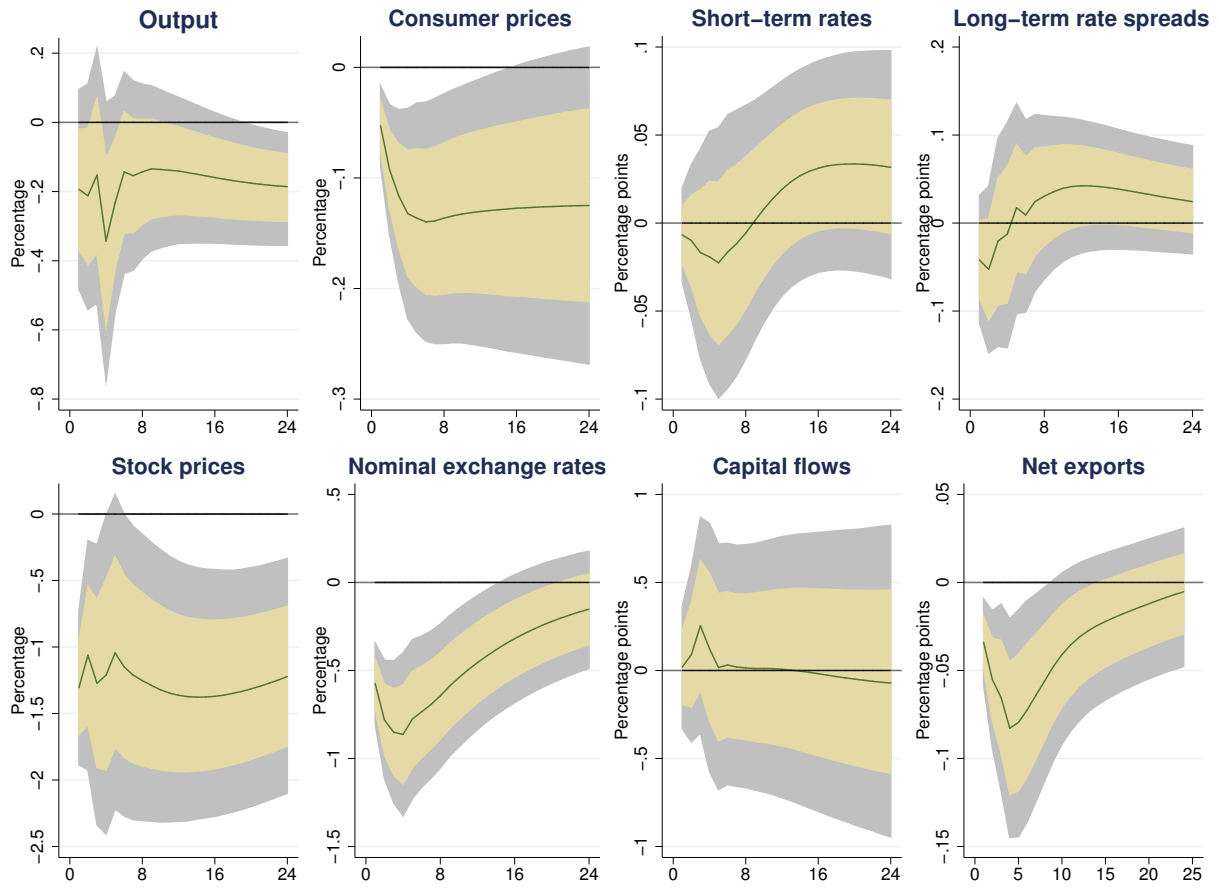 Output
Percentage
.2
0
−.2
−.4
−.6
−.8
0 8 16 24
Consumer prices
Percentage
0
−.1
−.2
−.3
0 8 16 24
Short−term rates
Percentage points
.1
.05
0
−.05
−.1
0 8 16 24
Long−term rate spreads
Percentage points
.2
.1
0
−.1
−.2
0 8 16 24
Stock prices
Percentage
0
−.5
−1
−1.5
−2
−2.5
0 8 16 24
Nominal exchange rates
Percentage
.5
0
−.5
−1
−1.5
0 8 16 24
Capital flows
Percentage points
1
.5
0
−.5
−1
0 8 16 24
Net exports
Percentage points
.05
0
−.05
−.1
−.15
0 5 10 15 20 25